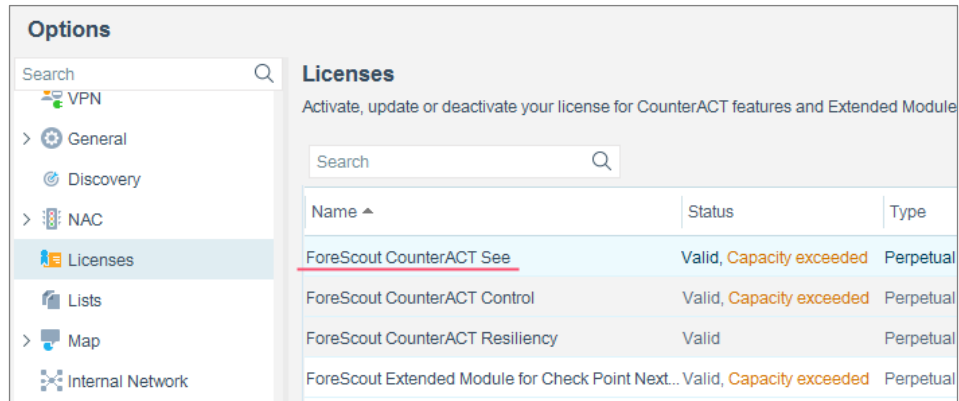 Options
Search
VPN
General
Discovery
NAC
Licenses
Lists
Map
Internal Network
Licenses
Activate, update or deactivate your license for CounterACT features and Extended Module
Search
Name Status Type
ForeScout CounterACT See Valid, Capacity exceeded Perpetual
ForeScout CounterACT Control Valid, Capacity exceeded Perpetual
ForeScout CounterACT Resiliency Valid Perpetual
ForeScout Extended Module for Check Point Next... Valid, Capacity exceeded Perpetual